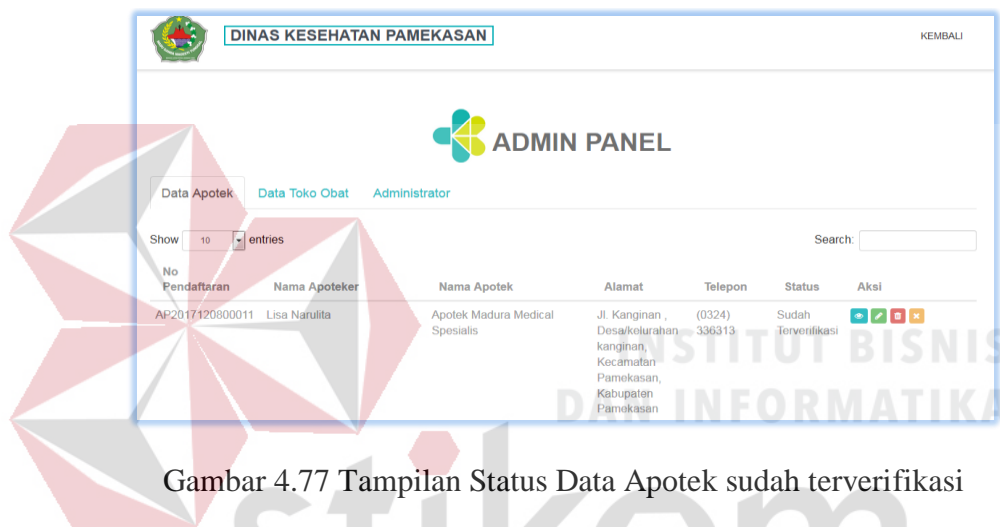 DINAS KESEHATAN PAMEKASAN
KEMBALI
ADMIN PANEL
Data Apotek Data Toko Obat Administrator
Show 10 entries Search:
No Pendaftaran Nama Apoteker Nama Apotek Alamat Telepon Status Aksi
AP2017120800011 Lisa Narulita Apotek Madura Medical Spesialis Jl. Kanginan , Desa/kelurahan kanginan, Kecamatan Pamekasan, Kabupaten Pamekasan (0324) 336313 Sudah Terverifikasi
INSTITUT BISNIS
DAN INFORMATIKA
Gambar 4.77 Tampilan Status Data Apotek sudah terverifikasi
stikom